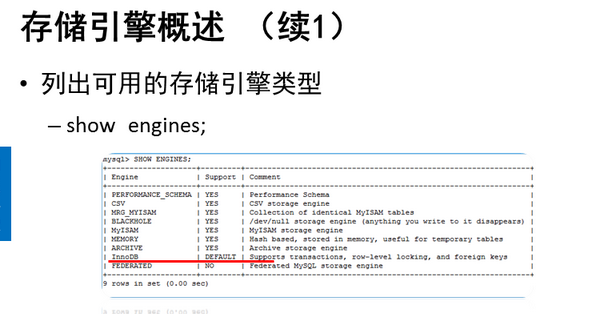 存储引擎概述 （续1）
• 列出可用的存储引擎类型
– show engines;
mysql> SHOW ENGINES;
| Engine | Support | Comment
| PERFORMANCE_SCHEMA | YES | Performance Schema
| CSV | YES | CSV storage engine
| MRG_MYISAM | YES | Collection of identical MyISAM tables
| BLACKHOLE | YES | /dev/null storage engine (anything you write to it disappears) |
| MyISAM | YES | MyISAM storage engine
| MEMORY | YES | Hash based, stored in memory, useful for temporary tables
| ARCHIVE | YES | Archive storage engine
| InnoDB | DEFAULT | Supports transactions, row-level locking, and foreign keys
| FEDERATED | NO | Federated MySQL storage engine
9 rows in set (0.00 sec)